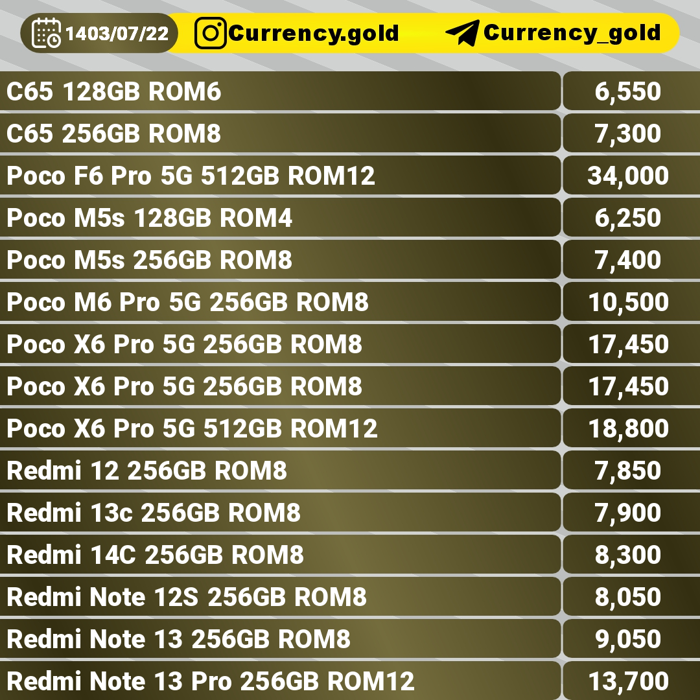 1403/07/22 Currency.gold Currency_gold
C65 128GB ROM6 6,550
C65 256GB ROM8 7,300
Poco F6 Pro 5G 512GB ROM12 34,000
Poco M5s 128GB ROM4 6,250
Poco M5s 256GB ROM8 7,400
Poco M6 Pro 5G 256GB ROM8 10,500
Poco X6 Pro 5G 256GB ROM8 17,450
Poco X6 Pro 5G 256GB ROM8 17,450
Poco X6 Pro 5G 512GB ROM12 18,800
Redmi 12 256GB ROM8 7,850
Redmi 13c 256GB ROM8 7,900
Redmi 14C 256GB ROM8 8,300
Redmi Note 12S 256GB ROM8 8,050
Redmi Note 13 256GB ROM8 9,050
Redmi Note 13 Pro 256GB ROM12 13,700